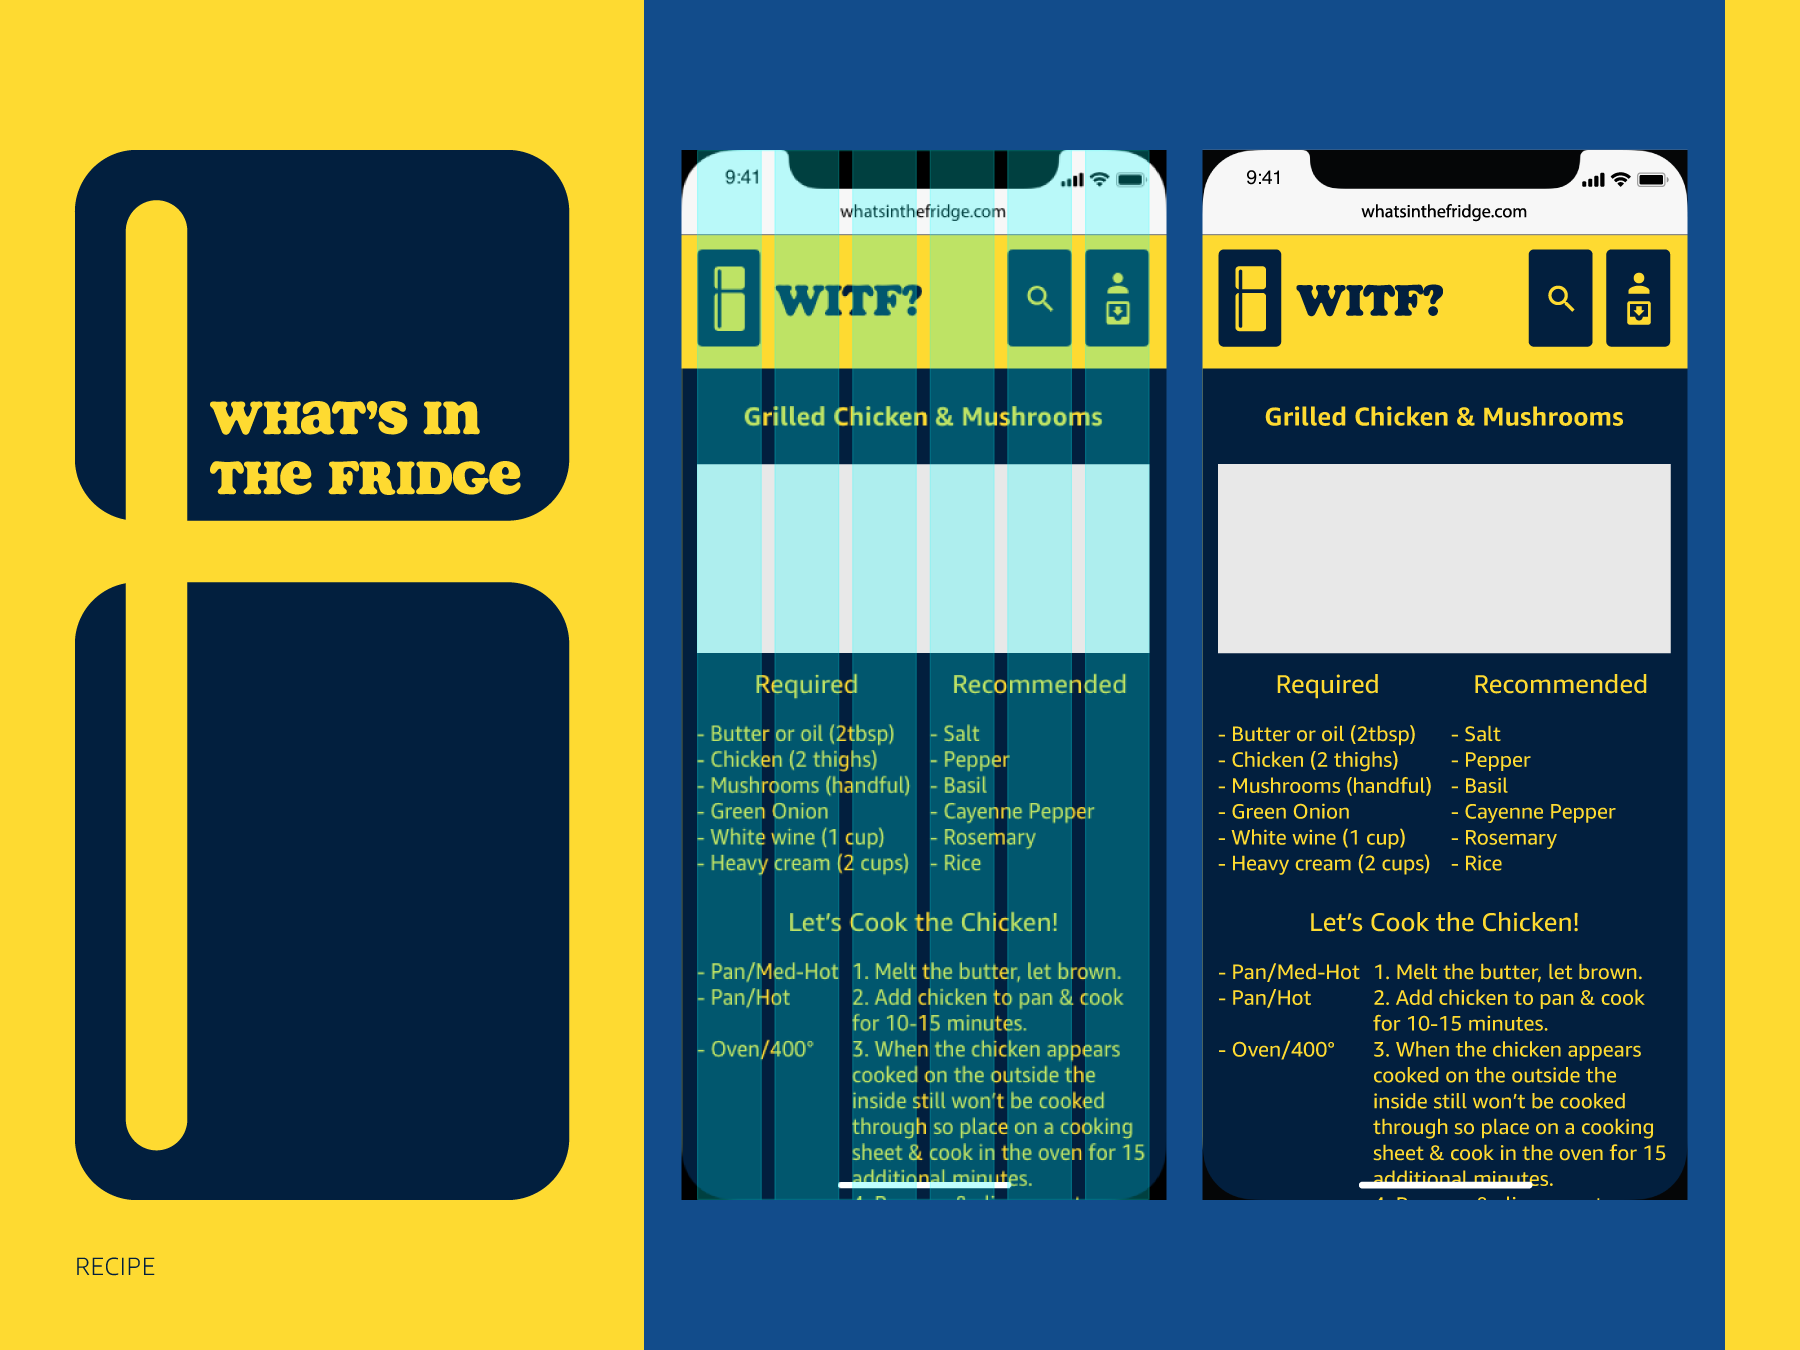 WHAT'S IN
THE FRIDGE
RECIPE
9:41
whatsinthefridge.com
WITF?
Grilled Chicken & Mushrooms
Required
- Butter or oil (2tbsp)
- Chicken (2 thighs)
- Mushrooms (handful)
- Green Onion
- White wine (1 cup)
- Heavy cream (2 cups)
Recommended
- Salt
- Pepper
- Basil
- Cayenne Pepper
- Rosemary
- Rice
Let's Cook the Chicken!
- Pan/Med-Hot 1. Melt the butter, let brown.
- Pan/Hot 2. Add chicken to pan & cook
for 10-15 minutes.
- Oven/400° 3. When the chicken appears
cooked on the outside the
inside still won't be cooked
through so place on a cooking
sheet & cook in the oven for 15
additional minutes.
9:41
whatsinthefridge.com
WITF?
Grilled Chicken & Mushrooms
Required
- Butter or oil (2tbsp)
- Chicken (2 thighs)
- Mushrooms (handful)
- Green Onion
- White wine (1 cup)
- Heavy cream (2 cups)
Recommended
- Salt
- Pepper
- Basil
- Cayenne Pepper
- Rosemary
- Rice
Let's Cook the Chicken!
- Pan/Med-Hot 1. Melt the butter, let brown.
- Pan/Hot 2. Add chicken to pan & cook
for 10-15 minutes.
- Oven/400° 3. When the chicken appears
cooked on the outside the
inside still won't be cooked
through so place on a cooking
sheet & cook in the oven for 15
additional minutes.